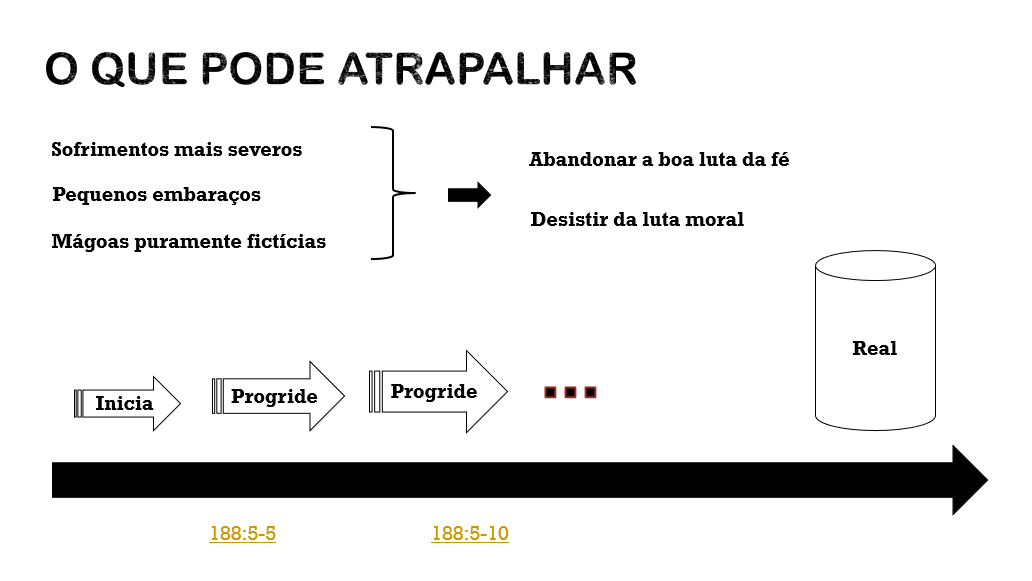 O QUE PODE ATRAPALHAR
Sofrimentos mais severos
Pequenos embaraços
Mágoas puramente fictícias
Abandonar a boa luta da fé
Desistir da luta moral
Real
Inicia
Progride
Progride
188:5-5
188:5-10